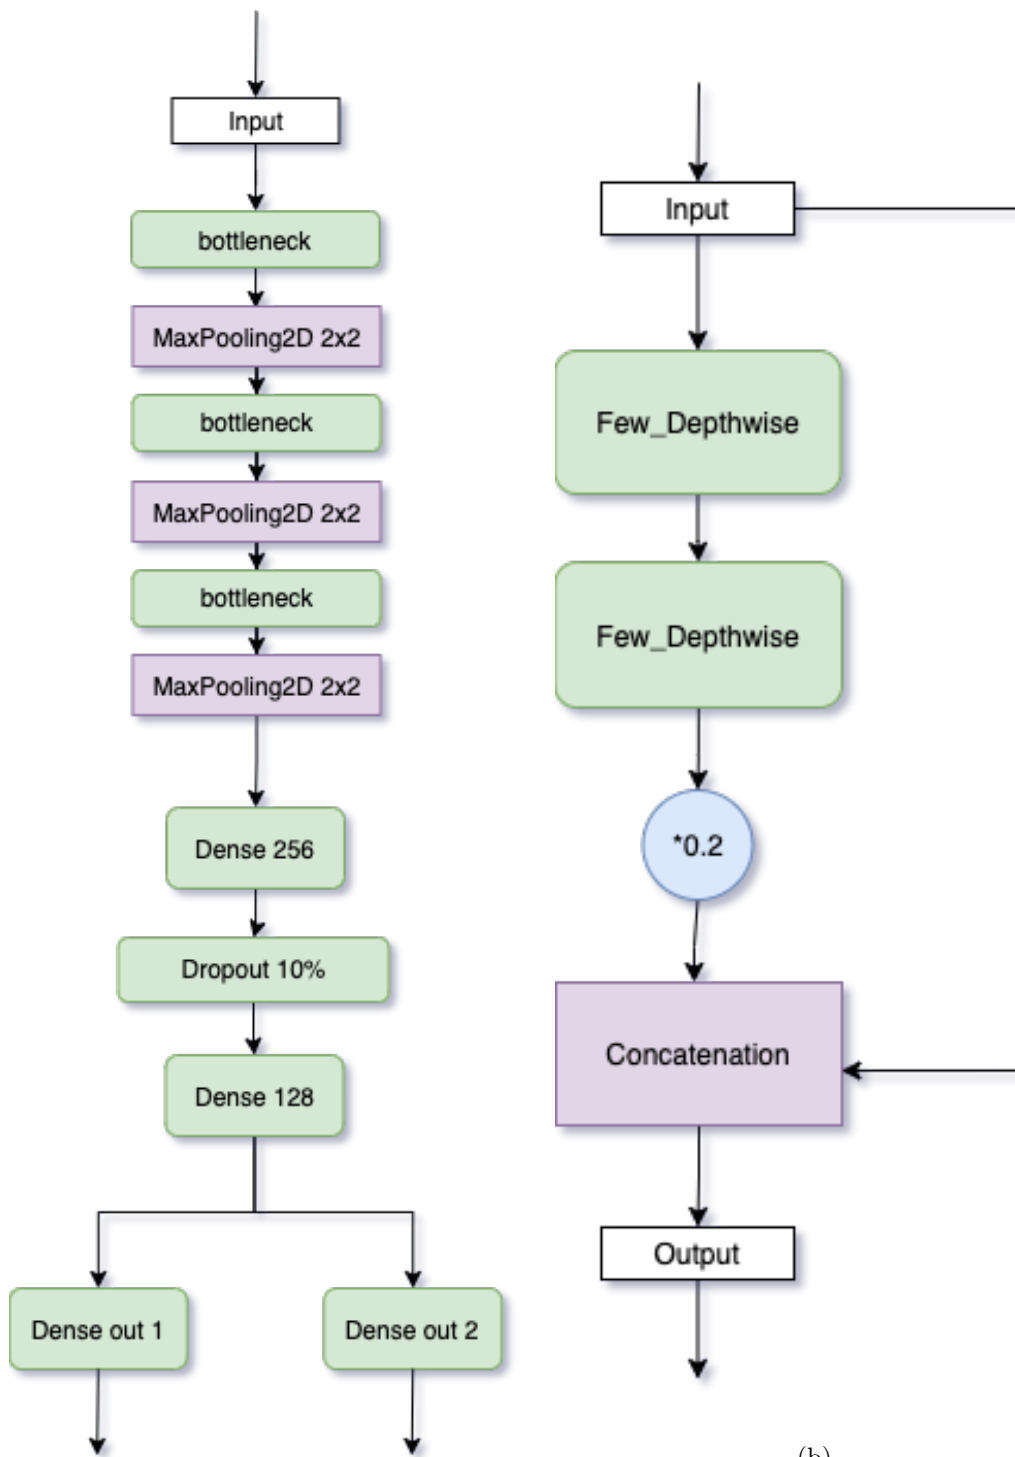 Input
bottleneck
MaxPooling2D 2x2
bottleneck
MaxPooling2D 2x2
bottleneck
MaxPooling2D 2x2
Dense 256
Dropout 10%
Dense 128
Dense out 1
Dense out 2
Input
Few_Depthwise
Few_Depthwise
*0.2
Concatenation
Output
(b)